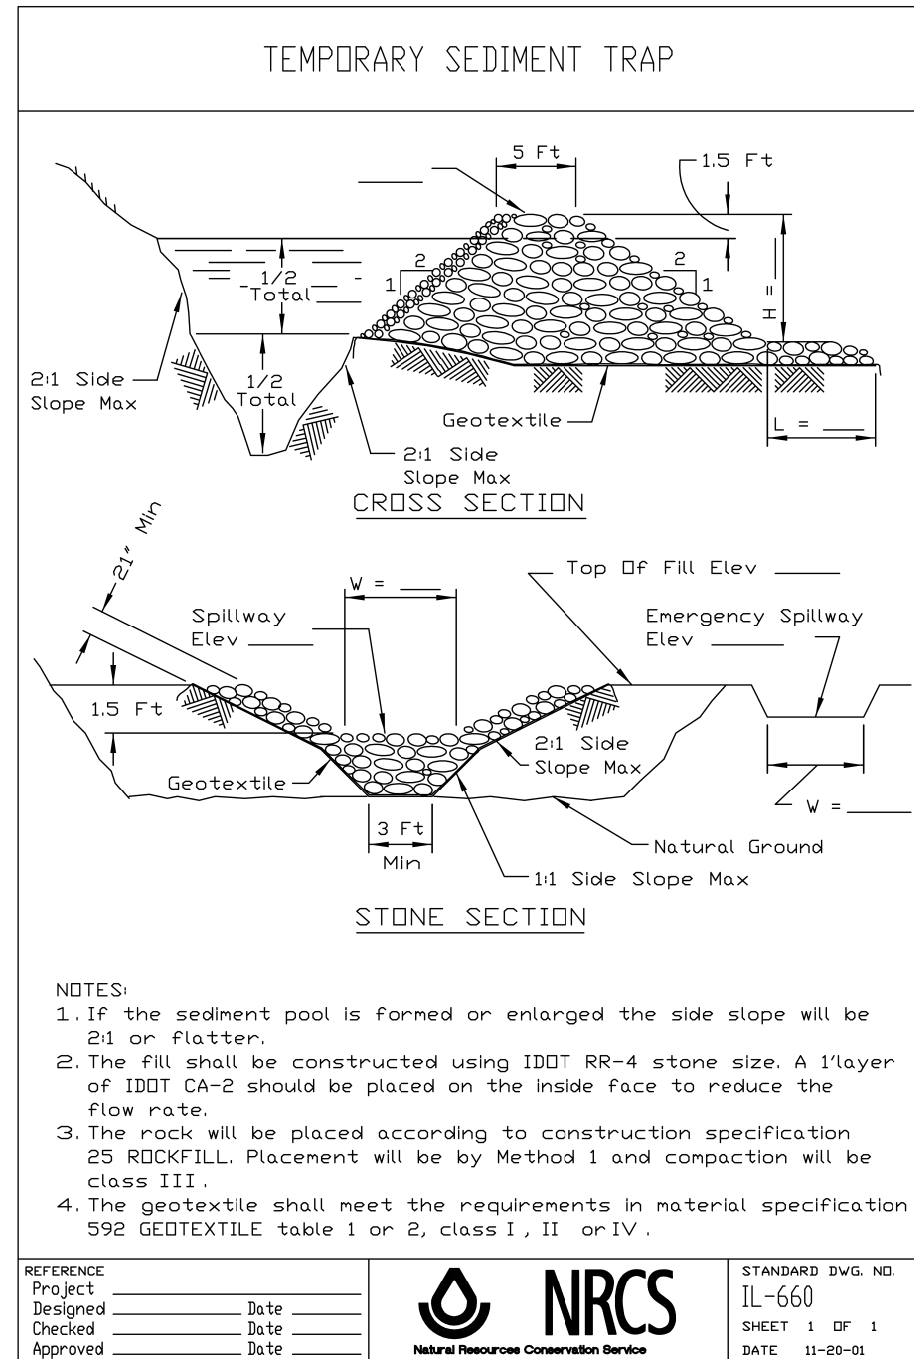 TEMPORARY SEDIMENT TRAP
5 Ft
1.5 Ft
2
1
1/2
Total
2
1
H =
1/2
Total
2:1 Side
Slope Max
Geotextile
L =
2:1 Side
Slope Max
CROSS SECTION
21" Min
W =
Top Of Fill Elev
Spillway
Elev
Emergency Spillway
Elev
1.5 Ft
2:1 Side
Slope Max
Geotextile
W =
3 Ft
Min
Natural Ground
1:1 Side Slope Max
STONE SECTION
NOTES:
1. If the sediment pool is formed or enlarged the side slope will be
2:1 or flatter.
2. The fill shall be constructed using IDOT RR-4 stone size. A 1'layer
of IDOT CA-2 should be placed on the inside face to reduce the
flow rate.
3. The rock will be placed according to construction specification
25 ROCKFILL. Placement will be by Method 1 and compaction will be
class III.
4. The geotextile shall meet the requirements in material specification
592 GEOTEXTILE table 1 or 2, class I, II or IV.
REFERENCE
Project
Designed Date
Checked Date
Approved Date
NRCS
Natural Resources Conservation Service
STANDARD DWG. NO.
IL-660
SHEET 1 OF 1
DATE 11-20-01